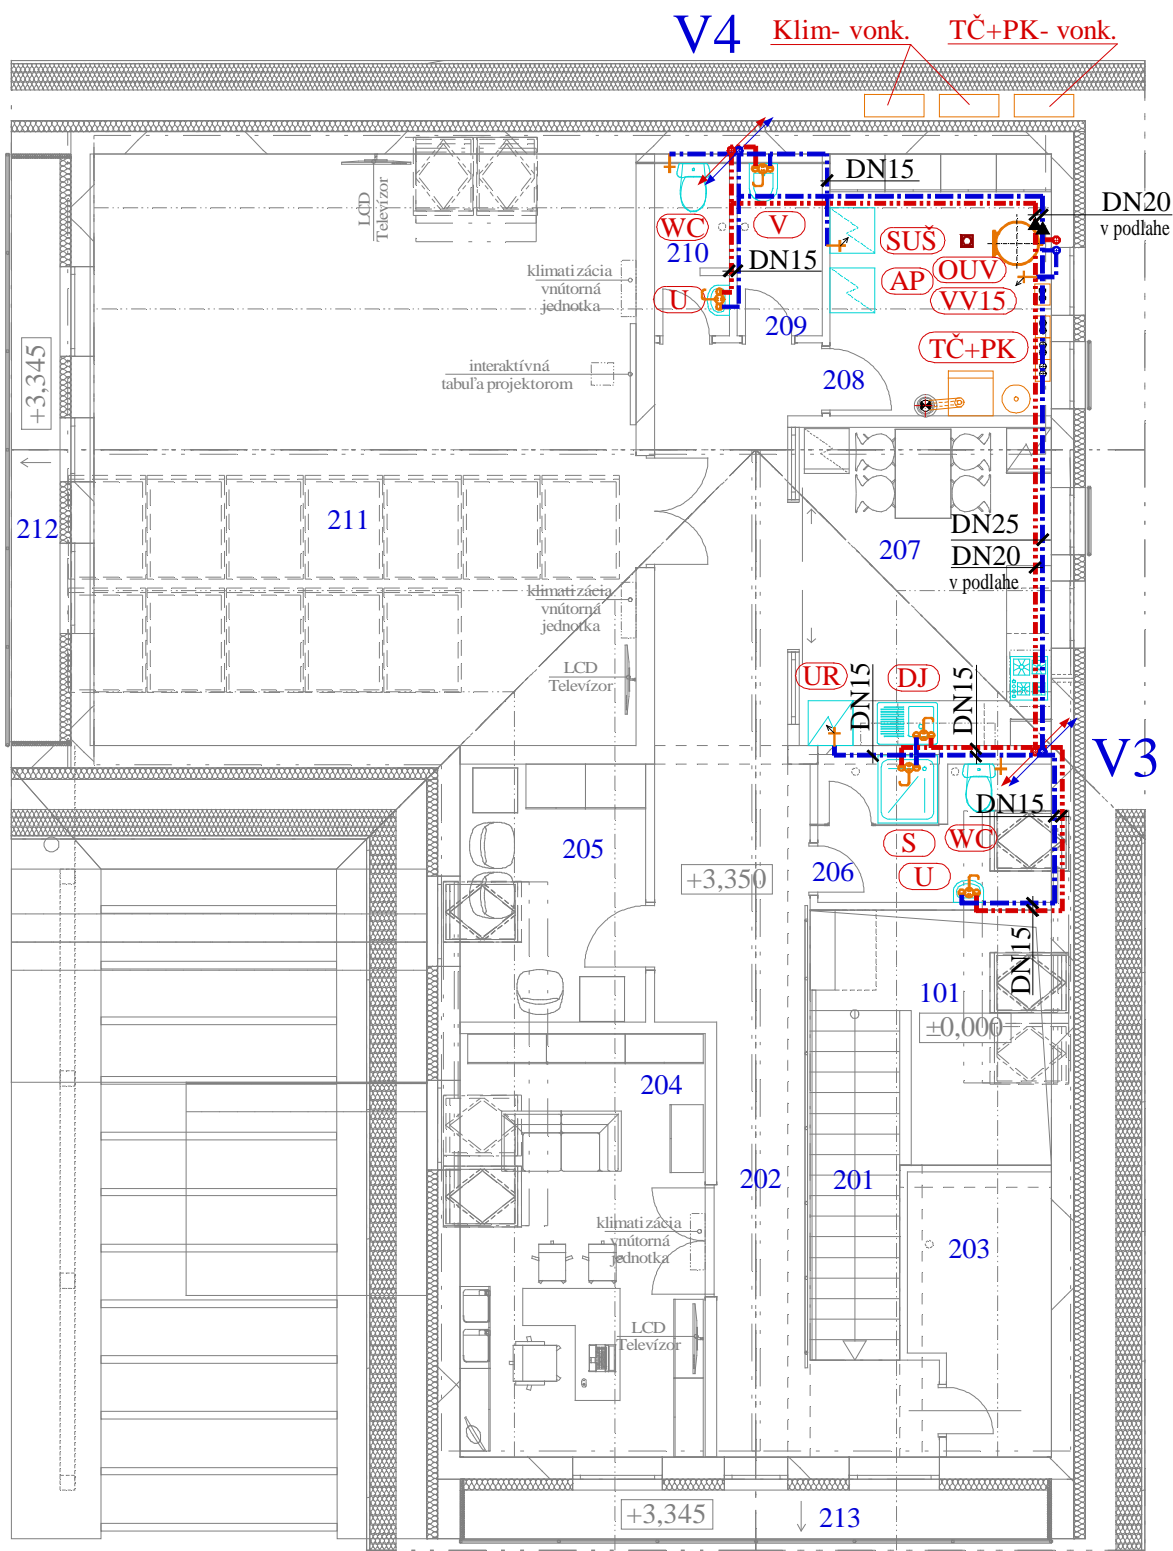 V4
Klim- vonk.
TČ+PK- vonk.
DN15
DN20
v podlahe
LCD
Televízor
WC
V
SUŠ
210
OUV
klimatizácia
vnútorná
jednotka
DN15
AP
U
VV15
209
+3,345
TČ+PK
interaktívná
tabuľa projektorom
208
212
211
207
DN25
DN20
v podlahe
klimatizácia
vnútorná
jednotka
LCD
Televízor
UR
DN15
DJ
DN15
V3
DN15
205
S
WC
+3,350
206
U
DN15
101
±0,000
204
202
201
klimatizácia
vnútorná
jednotka
203
LCD
Televízor
+3,345
213